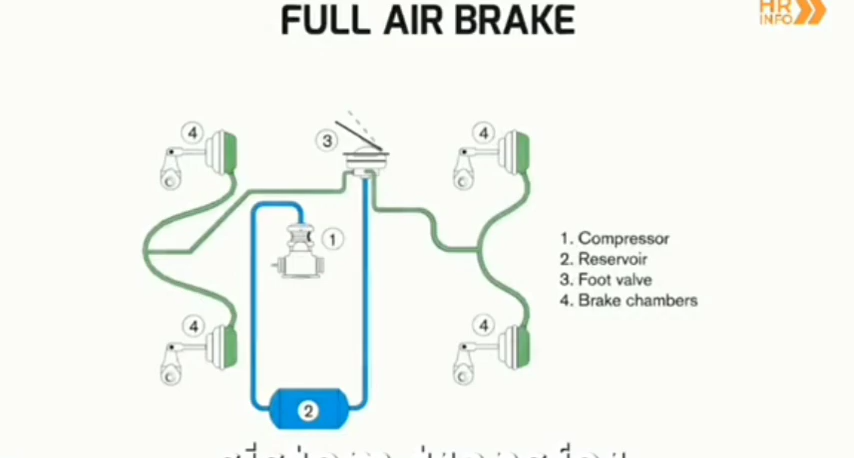 FULL AIR BRAKE
HR
INFO
4
3
4
1
1. Compressor
2. Reservoir
3. Foot valve
4. Brake chambers
4
4
2